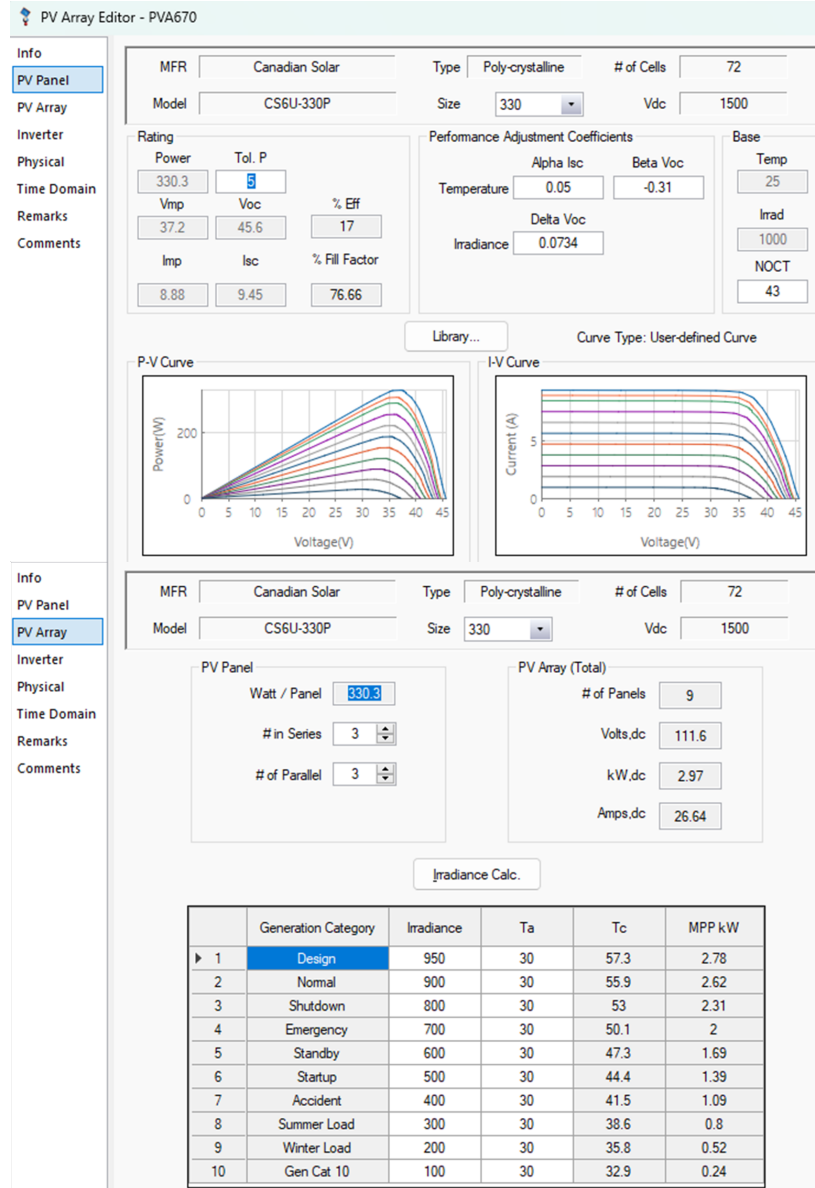 PV Array Editor - PVA670
Info
PV Panel
PV Array
Inverter
Physical
Time Domain
Remarks
Comments
MFR Canadian Solar Type Poly-crystalline # of Cells 72
Model CS6U-330P Size 330 Vdc 1500
Rating
Power Tol. P
330.3 5
Vmp Voc % Eff
37.2 45.6 17
Imp Isc % Fill Factor
8.88 9.45 76.66
Performance Adjustment Coefficients
Alpha Isc Beta Voc
Temperature 0.05 -0.31
Delta Voc
Irradiance 0.0734
Base
Temp
25
Irrad
1000
NOCT
43
Library... Curve Type: User-defined Curve
P-V Curve
Power(W)
200
0
0 5 10 15 20 25 30 35 40 45
Voltage(V)
I-V Curve
Current (A)
5
0
0 5 10 15 20 25 30 35 40 45
Voltage(V)
Info
PV Panel
PV Array
Inverter
Physical
Time Domain
Remarks
Comments
MFR Canadian Solar Type Poly-crystalline # of Cells 72
Model CS6U-330P Size 330 Vdc 1500
PV Panel
Watt / Panel 330.3
# in Series 3
# of Parallel 3
PV Array (Total)
# of Panels 9
Volts,dc 111.6
kW,dc 2.97
Amps,dc 26.64
Irradiance Calc.
Generation Category Irradiance Ta Tc MPP kW
1 Design 950 30 57.3 2.78
2 Normal 900 30 55.9 2.62
3 Shutdown 800 30 53 2.31
4 Emergency 700 30 50.1 2
5 Standby 600 30 47.3 1.69
6 Startup 500 30 44.4 1.39
7 Accident 400 30 41.5 1.09
8 Summer Load 300 30 38.6 0.8
9 Winter Load 200 30 35.8 0.52
10 Gen Cat 10 100 30 32.9 0.24